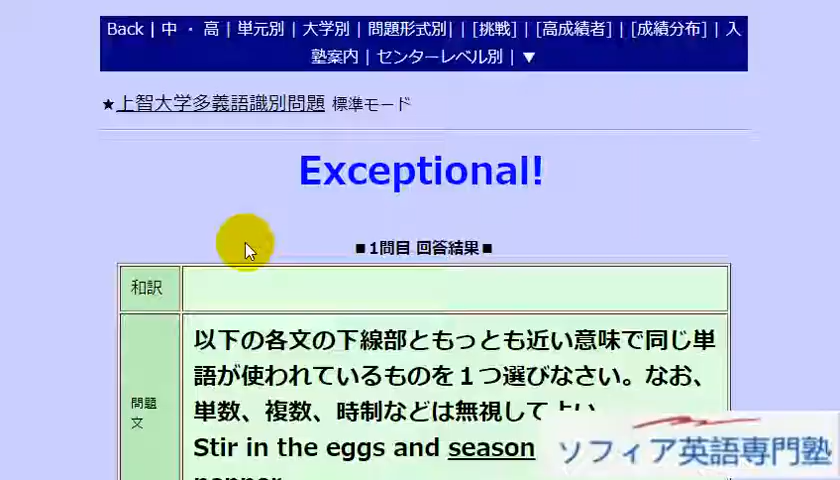 Back | 中 ・ 高 | 単元別 | 大学別 | 問題形式別| | [挑戦] | [高成績者] | [成績分布] | 入
塾案内 | センターレベル別 | ▼
★上智大学多義語識別問題 標準モード
Exceptional!
■1問目 回答結果■
和訳
問題文
以下の各文の下線部ともっとも近い意味で同じ単
語が使われているものを１つ選びなさい。なお、
単数、複数、時制などは無視してよい
Stir in the eggs and season
ソフィア英語専門塾